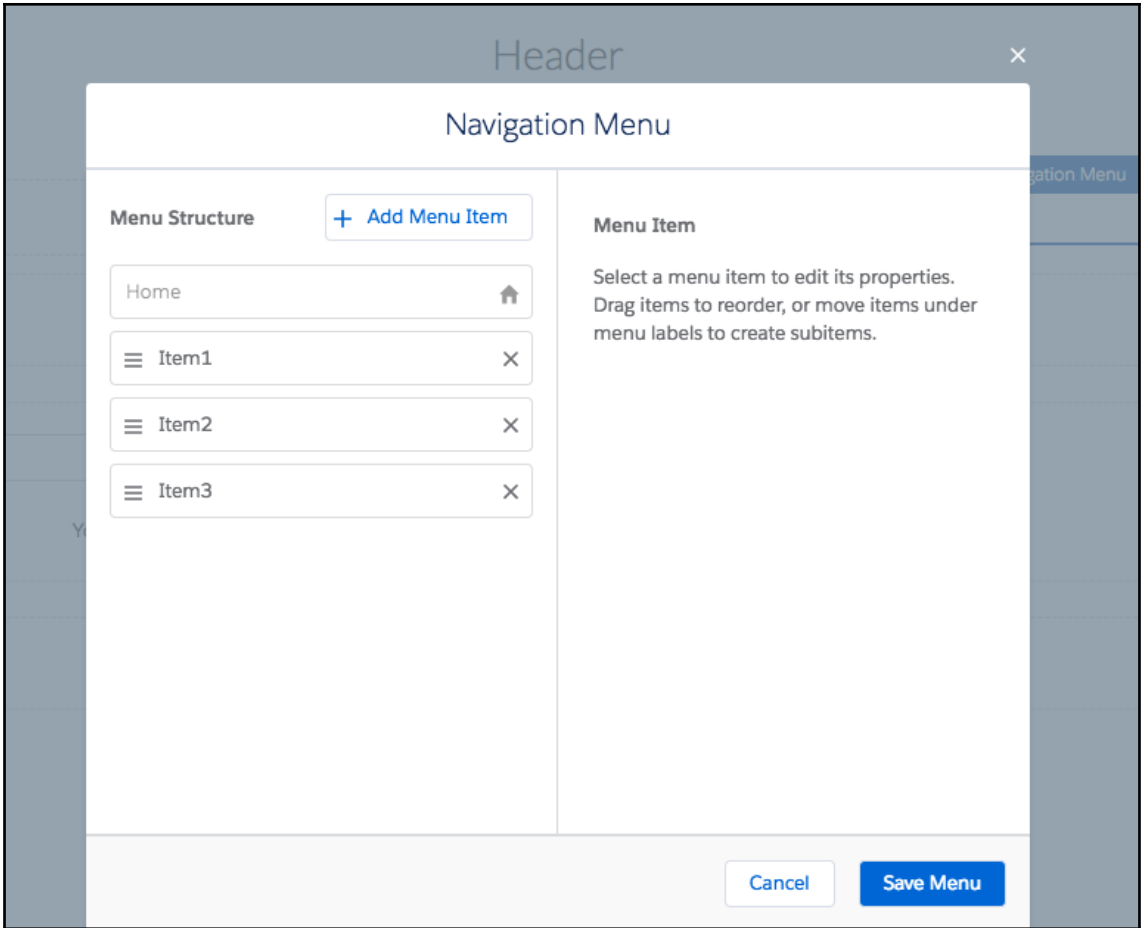 Header
Navigation Menu
gation Menu
Menu Structure
+ Add Menu Item
Menu Item
Home
Select a menu item to edit its properties.
Drag items to reorder, or move items under
menu labels to create subitems.
Item1
Item2
Item3
Cancel
Save Menu